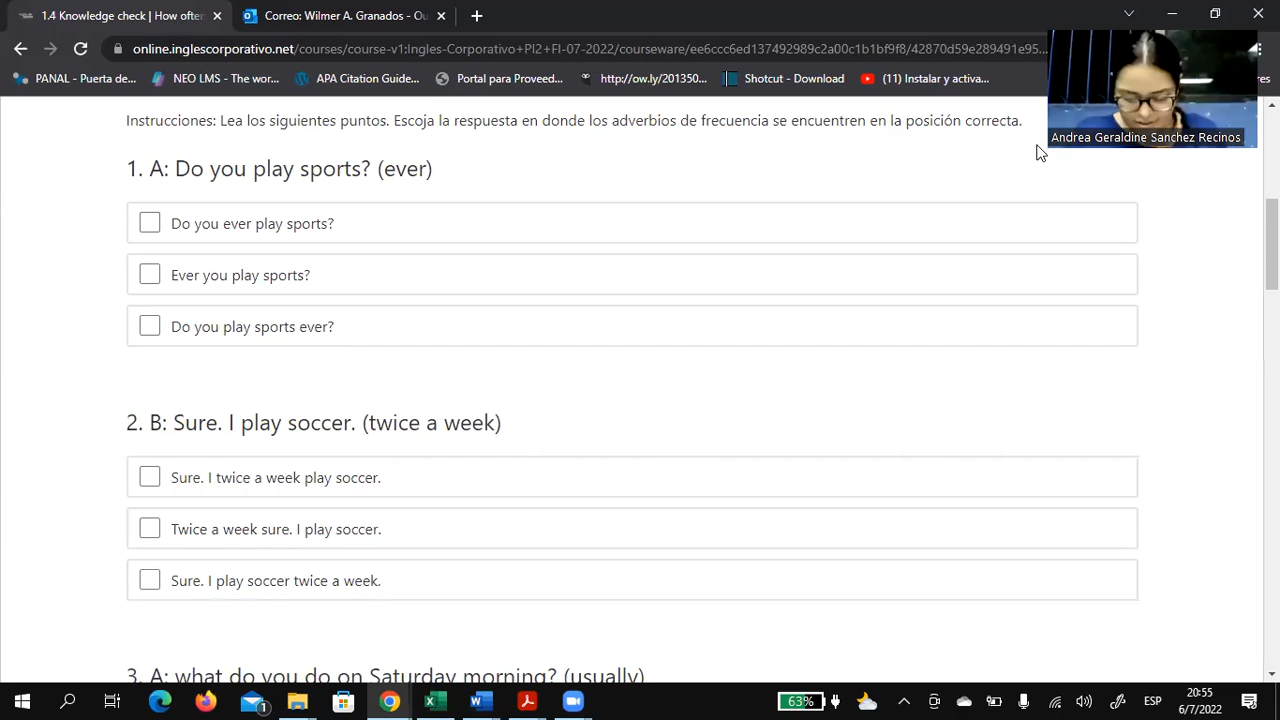 1.4 Knowledge check | How ofter
Correo: Wilmer A. Granados - Ou
online.inglescorporativo.net/courses/course-v1:Ingles-Corporativo+PI2+FI-07-2022/courseware/ee6ccc6ed137492989c2a00c1b1bf9f8/42870d59e289491e95...
PANAL - Puerta de...
NEO LMS - The wor...
APA Citation Guide...
Portal para Proveed...
http://ow.ly/201350...
Shotcut - Download
(11) Instalar y activa...
res
Andrea Geraldine Sanchez Recinos
Instrucciones: Lea los siguientes puntos. Escoja la respuesta en donde los adverbios de frecuencia se encuentren en la posición correcta.
1. A: Do you play sports? (ever)
Do you ever play sports?
Ever you play sports?
Do you play sports ever?
2. B: Sure. I play soccer. (twice a week)
Sure. I twice a week play soccer.
Twice a week sure. I play soccer.
Sure. I play soccer twice a week.
3. A: what do you do on Saturday morning? (usually)
1
63%
ESP
20:55
6/7/2022